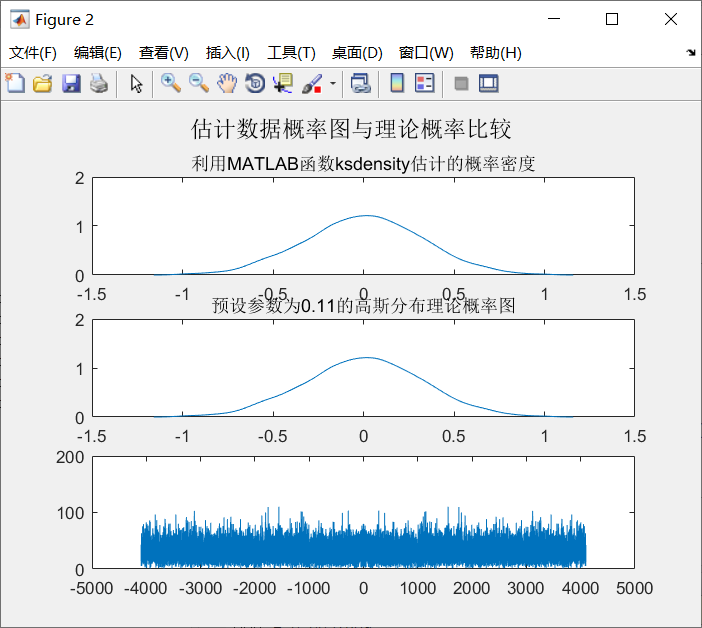 Figure 2
文件(F) 编辑(E) 查看(V) 插入(I) 工具(T) 桌面(D) 窗口(W) 帮助(H)
估计数据概率图与理论概率比较
利用MATLAB函数ksdensity估计的概率密度
2
1
0
-1.5 -1 -0.5 0 0.5 1 1.5
预设参数为0.11的高斯分布理论概率图
2
1
0
-1.5 -1 -0.5 0 0.5 1 1.5
200
100
0
-5000 -4000 -3000 -2000 -1000 0 1000 2000 3000 4000 5000